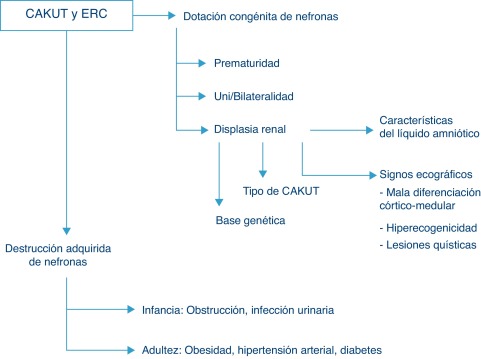 CAKUT y ERC
Dotación congénita de nefronas
Prematuridad
Uni/Bilateralidad
Displasia renal
Características
del líquido amniótico
Signos ecográficos
- Mala diferenciación
córtico-medular
- Hiperecogenicidad
- Lesiones quísticas
Tipo de CAKUT
Base genética
Destrucción adquirida
de nefronas
Infancia: Obstrucción, infección urinaria
Adultez: Obesidad, hipertensión arterial, diabetes